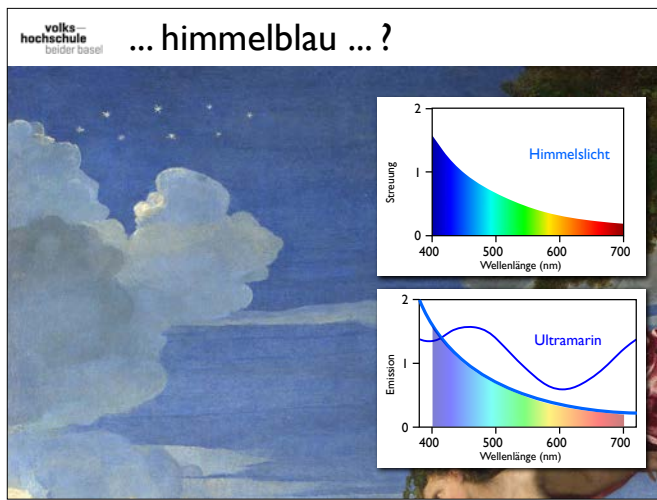 volks—
hochschule
beider basel
... himmelblau ... ?
2
Himmelslicht
Streuung
1
0
400 500 600 700
Wellenlänge (nm)
2
Ultramarin
Emission
1
0
400 500 600 700
Wellenlänge (nm)